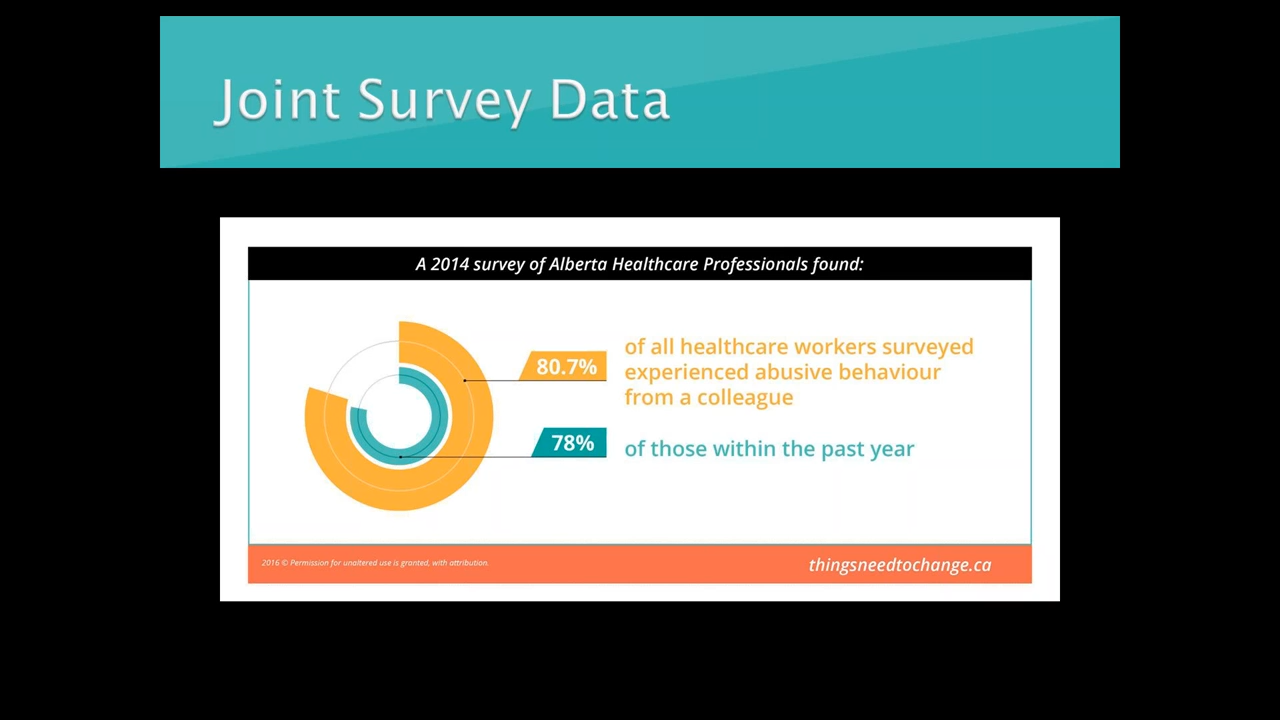 Joint Survey Data
A 2014 survey of Alberta Healthcare Professionals found:
80.7%
of all healthcare workers surveyed
experienced abusive behaviour
from a colleague
78%
of those within the past year
2016 © Permission for unaltered use is granted, with attribution.
thingsneedtochange.ca